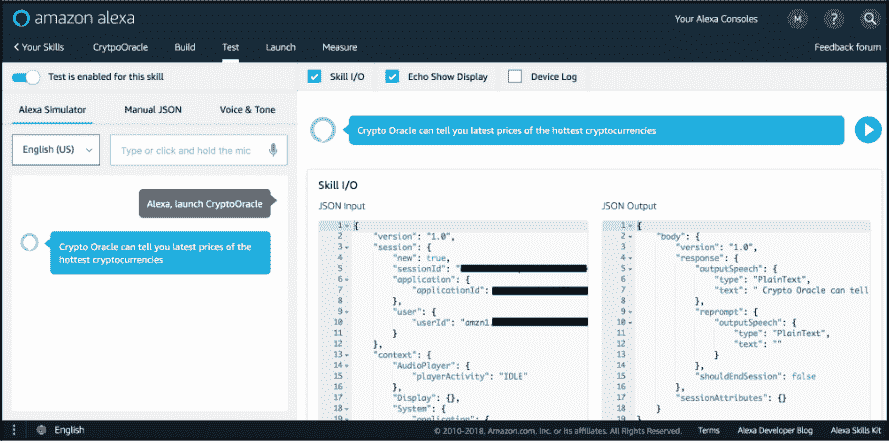 amazon alexa
Your Alexa Consoles
M
?
< Your Skills
CrytpoOracle
Build
Test
Launch
Measure
Feedback forum
Test is enabled for this skill
Skill I/O
Echo Show Display
Device Log
Alexa Simulator
Manual JSON
Voice & Tone
English (US)
Type or click and hold the mic
Alexa, launch CryptoOracle
Crypto Oracle can tell you latest prices of the
hottest cryptocurrencies
Crypto Oracle can tell you latest prices of the hottest cryptocurrencies
Skill I/O
JSON Input
1 {
2 "version": "1.0",
3 "session": {
4 "new": true,
5 "sessionId": "
6 "application": {
7 "applicationId":
8 },
9 "user": {
10 "userId": "amzn1.
11 }
12 },
13 "context": {
14 "AudioPlayer": {
15 "playerActivity": "IDLE"
16 },
17 "Display": {},
18 "System": {
19 "application": {
JSON Output
1 {
2 "body": {
3 "version": "1.0",
4 "response": {
5 "outputSpeech": {
6 "type": "PlainText",
7 "text": " Crypto Oracle can tell
8 },
9 "reprompt": {
10 "outputSpeech": {
11 "type": "PlainText",
12 "text": ""
13 }
14 },
15 "shouldEndSession": false
16 },
17 "sessionAttributes": {}
18 }
19 }
English
© 2010-2018, Amazon.com, Inc. or its affiliates. All Rights Reserved.
Terms
Alexa Developer Blog
Alexa Skills Kit